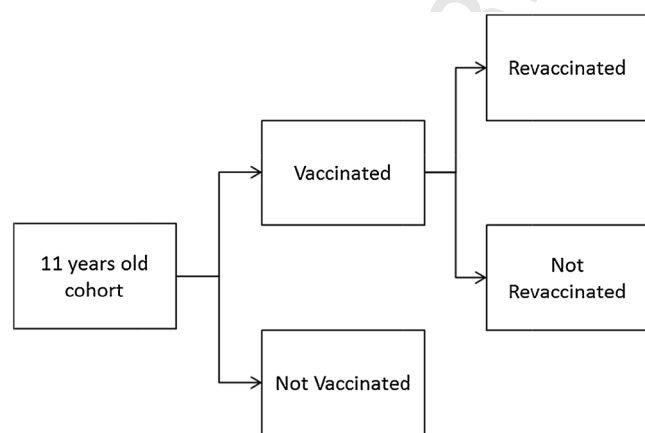 Revaccinated
Vaccinated
11 years old
cohort
Not
Revaccinated
Not Vaccinated